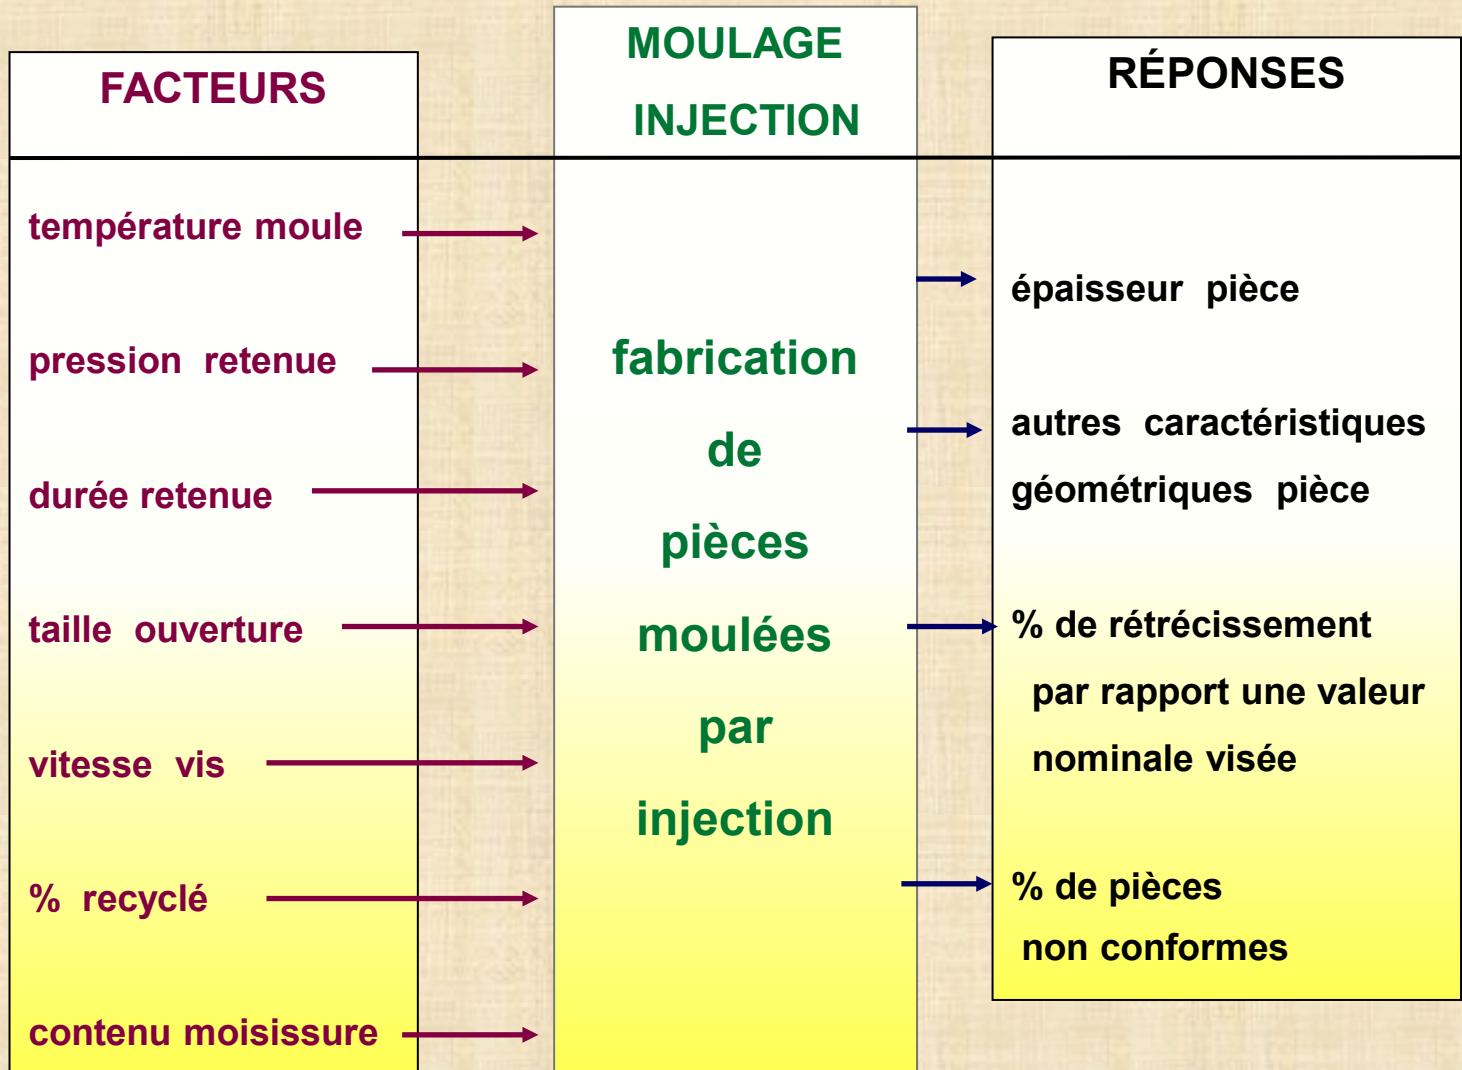 FACTEURS
température moule
pression retenue
durée retenue
taille ouverture
vitesse vis
% recyclé
contenu moisissure
MOULAGE
INJECTION
fabrication
de
pièces
moulées
par
injection
RÉPONSES
épaisseur pièce
autres caractéristiques
géométriques pièce
% de rétrécissement
par rapport une valeur
nominale visée
% de pièces
non conformes